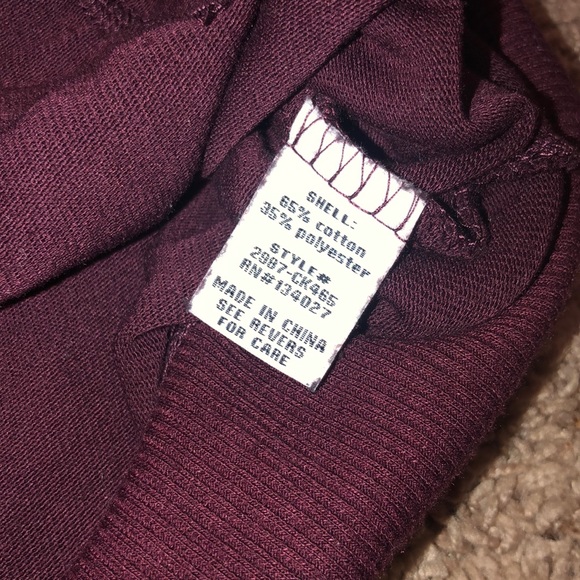 SHELL:
65% cotton
35% polyester
STYLE#
2987-CK465
RN#134027
MADE IN CHINA
SEE REVERS
FOR CARE